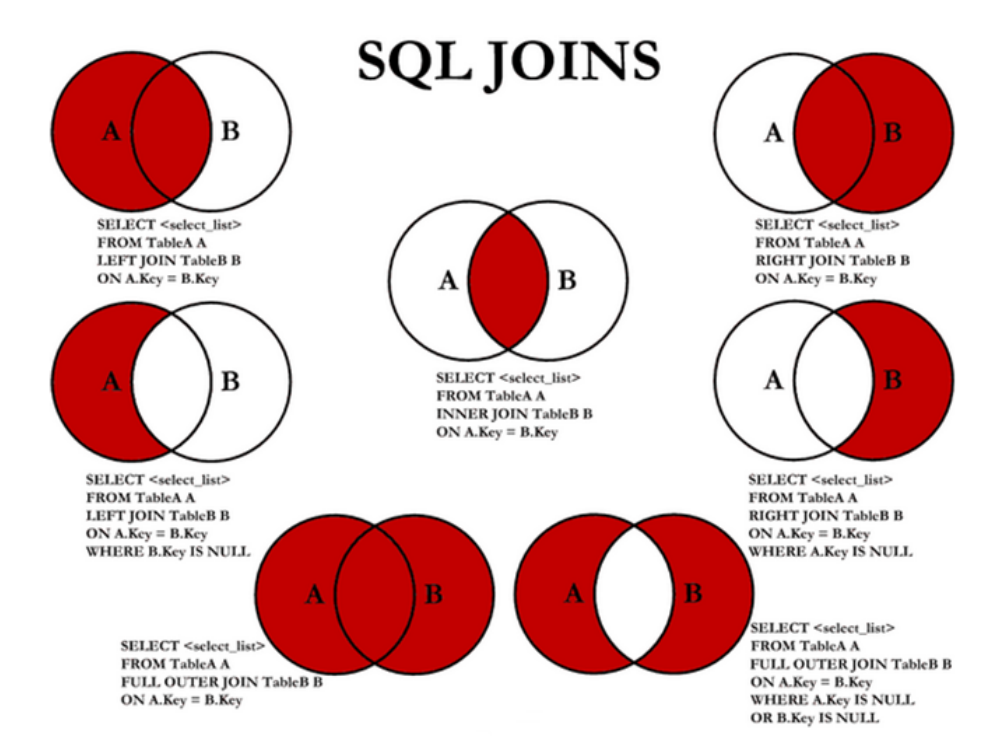 SQL JOINS
A B
SELECT <select_list>
FROM TableA A
LEFT JOIN TableB B
ON A.Key = B.Key
A B
SELECT <select_list>
FROM TableA A
RIGHT JOIN TableB B
ON A.Key = B.Key
A B
SELECT <select_list>
FROM TableA A
INNER JOIN TableB B
ON A.Key = B.Key
A B
SELECT <select_list>
FROM TableA A
LEFT JOIN TableB B
ON A.Key = B.Key
WHERE B.Key IS NULL
A B
SELECT <select_list>
FROM TableA A
RIGHT JOIN TableB B
ON A.Key = B.Key
WHERE A.Key IS NULL
A B
SELECT <select_list>
FROM TableA A
FULL OUTER JOIN TableB B
ON A.Key = B.Key
A B
SELECT <select_list>
FROM TableA A
FULL OUTER JOIN TableB B
ON A.Key = B.Key
WHERE A.Key IS NULL
OR B.Key IS NULL